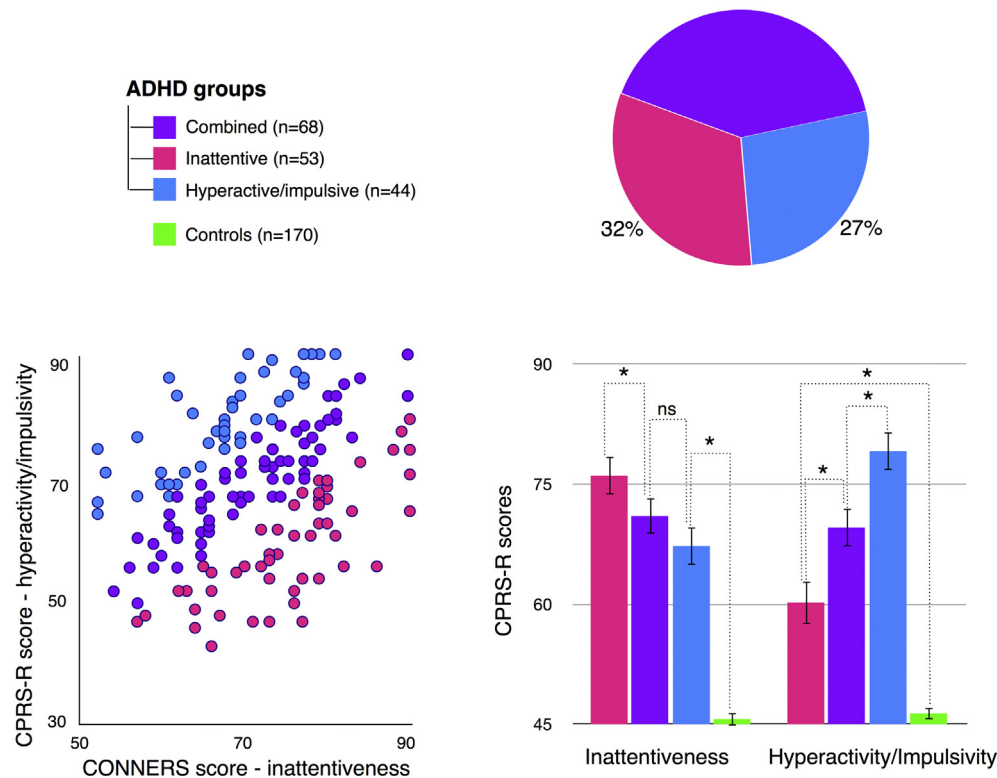 ADHD groups
Combined (n=68)
Inattentive (n=53)
Hyperactive/impulsive (n=44)
Controls (n=170)
32%
27%
CPRS-R score - hyperactivity/impulsivity
90
70
50
30
50
70
90
CONNERS score - inattentiveness
CPRS-R scores
90
75
60
45
*
ns
*
*
*
*
Inattentiveness
Hyperactivity/Impulsivity